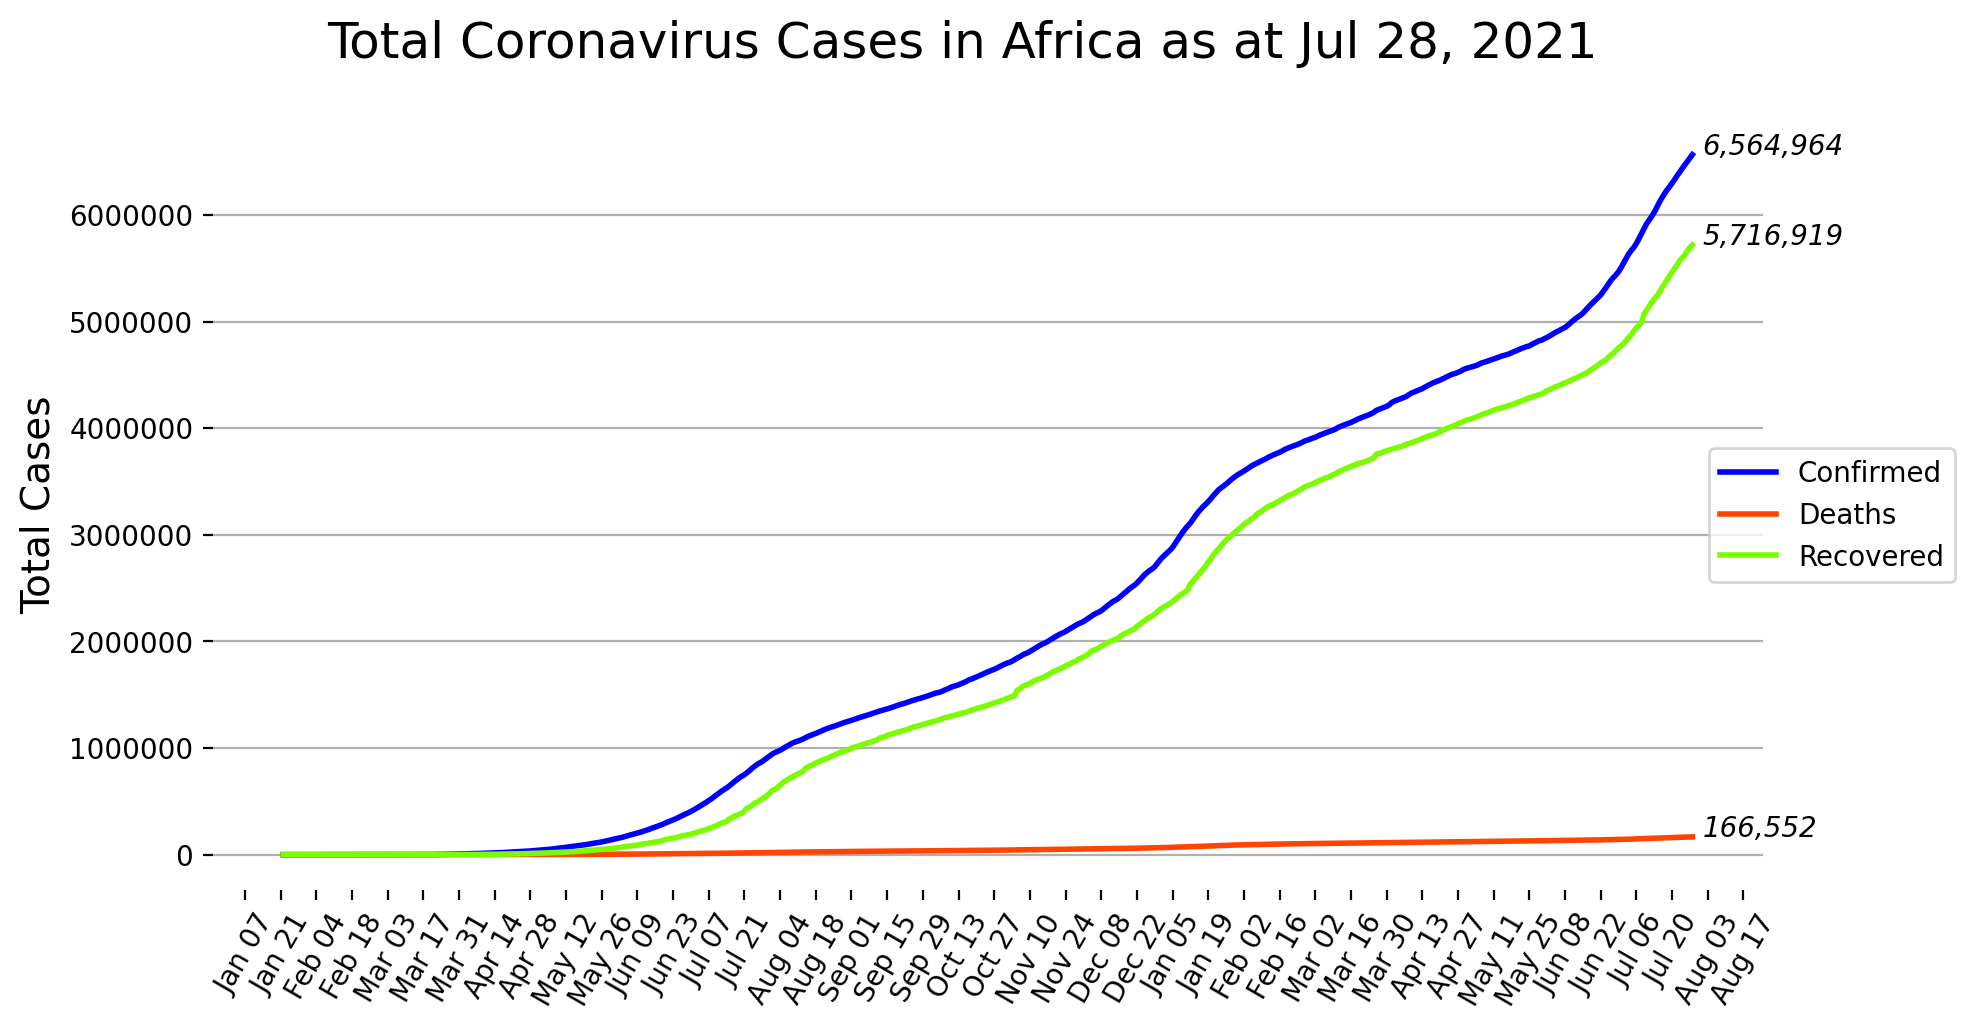 Total Coronavirus Cases in Africa as at Jul 28, 2021
6,564,964
6000000
5,716,919
5000000
4000000
Total Cases
Confirmed
Deaths
Recovered
3000000
2000000
1000000
166,552
0
Jan 07
Jan 21
Feb 04
Feb 18
Mar 03
Mar 17
Mar 31
Apr 14
Apr 28
May 12
May 26
Jun 09
Jun 23
Jul 07
Jul 21
Aug 04
Aug 18
Sep 01
Sep 15
Sep 29
Oct 13
Oct 27
Nov 10
Nov 24
Dec 08
Dec 22
Jan 05
Jan 19
Feb 02
Feb 16
Mar 02
Mar 16
Mar 30
Apr 13
Apr 27
May 11
May 25
Jun 08
Jun 22
Jul 06
Jul 20
Aug 03
Aug 17